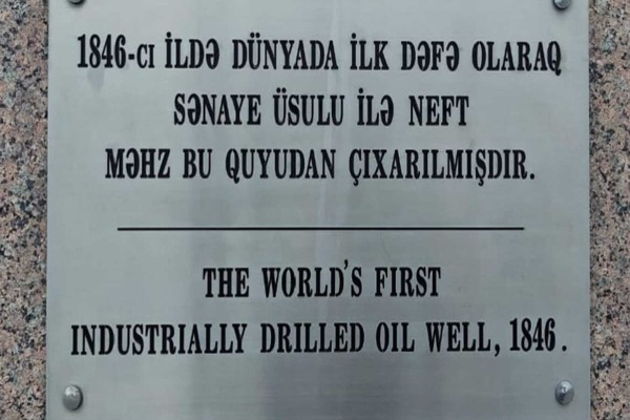 1846-CI İLDƏ DÜNYADA İLK DƏFƏ OLARAQ
SƏNAYE ÜSULU İLƏ NEFT
MƏHZ BU QUYUDAN ÇIXARILMIŞDIR.
THE WORLD'S FIRST
INDUSTRIALLY DRILLED OIL WELL, 1846.